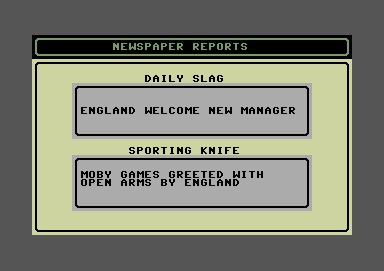 NEWSPAPER REPORTS
DAILY SLAG
ENGLAND WELCOME NEW MANAGER
SPORTING KNIFE
MOBY GAMES GREETED WITH
OPEN ARMS BY ENGLAND